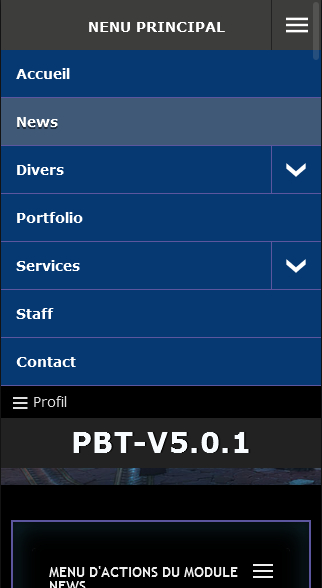 NENU PRINCIPAL
Accueil
News
Divers
Portfolio
Services
Staff
Contact
Profil
PBT-V5.0.1
MENU D'ACTIONS DU MODULE
NEWS